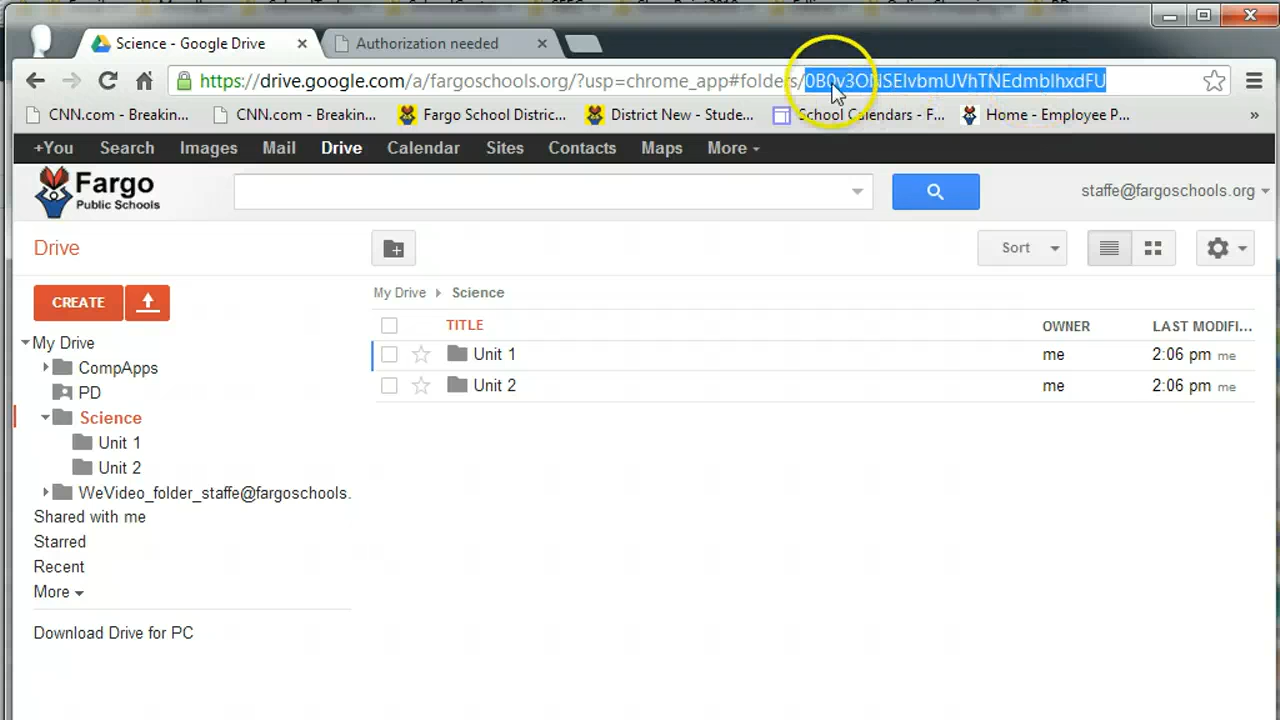 Science - Google Drive
Authorization needed
https://drive.google.com/a/fargoschools.org/?usp=chrome_app#folders/0B0v3ONSElvbmUVhTNEdmblhxdFU
CNN.com - Breakin... CNN.com - Breakin... Fargo School Distric... District New - Stude... School Calendars - F... Home - Employee P... »
+You Search Images Mail Drive Calendar Sites Contacts Maps More
Fargo
Public Schools
staffe@fargoschools.org
Drive
Sort
CREATE
My Drive Science
TITLE OWNER LAST MODIFI...
Unit 1 me 2:06 pm me
Unit 2 me 2:06 pm me
My Drive
CompApps
PD
Science
Unit 1
Unit 2
WeVideo_folder_staffe@fargoschools.
Shared with me
Starred
Recent
More
Download Drive for PC